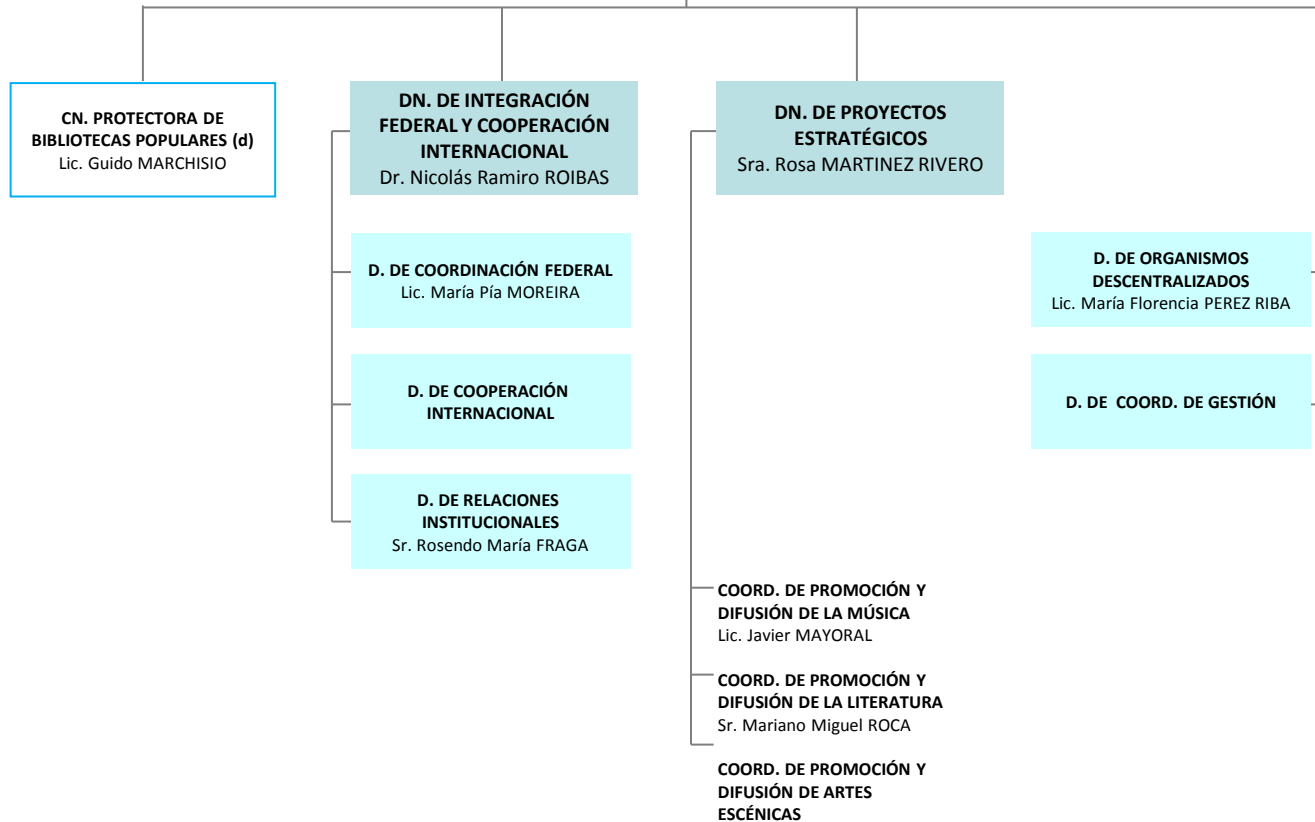 CN. PROTECTORA DE
BIBLIOTECAS POPULARES (d)
Lic. Guido MARCHISIO
DN. DE INTEGRACIÓN
FEDERAL Y COOPERACIÓN
INTERNACIONAL
Dr. Nicolás Ramiro ROIBAS
D. DE COORDINACIÓN FEDERAL
Lic. María Pía MOREIRA
D. DE COOPERACIÓN
INTERNACIONAL
D. DE RELACIONES
INSTITUCIONALES
Sr. Rosendo María FRAGA
DN. DE PROYECTOS
ESTRATÉGICOS
Sra. Rosa MARTINEZ RIVERO
COORD. DE PROMOCIÓN Y
DIFUSIÓN DE LA MÚSICA
Lic. Javier MAYORAL
COORD. DE PROMOCIÓN Y
DIFUSIÓN DE LA LITERATURA
Sr. Mariano Miguel ROCA
COORD. DE PROMOCIÓN Y
DIFUSIÓN DE ARTES
ESCÉNICAS
D. DE ORGANISMOS
DESCENTRALIZADOS
Lic. María Florencia PEREZ RIBA
D. DE COORD. DE GESTIÓN